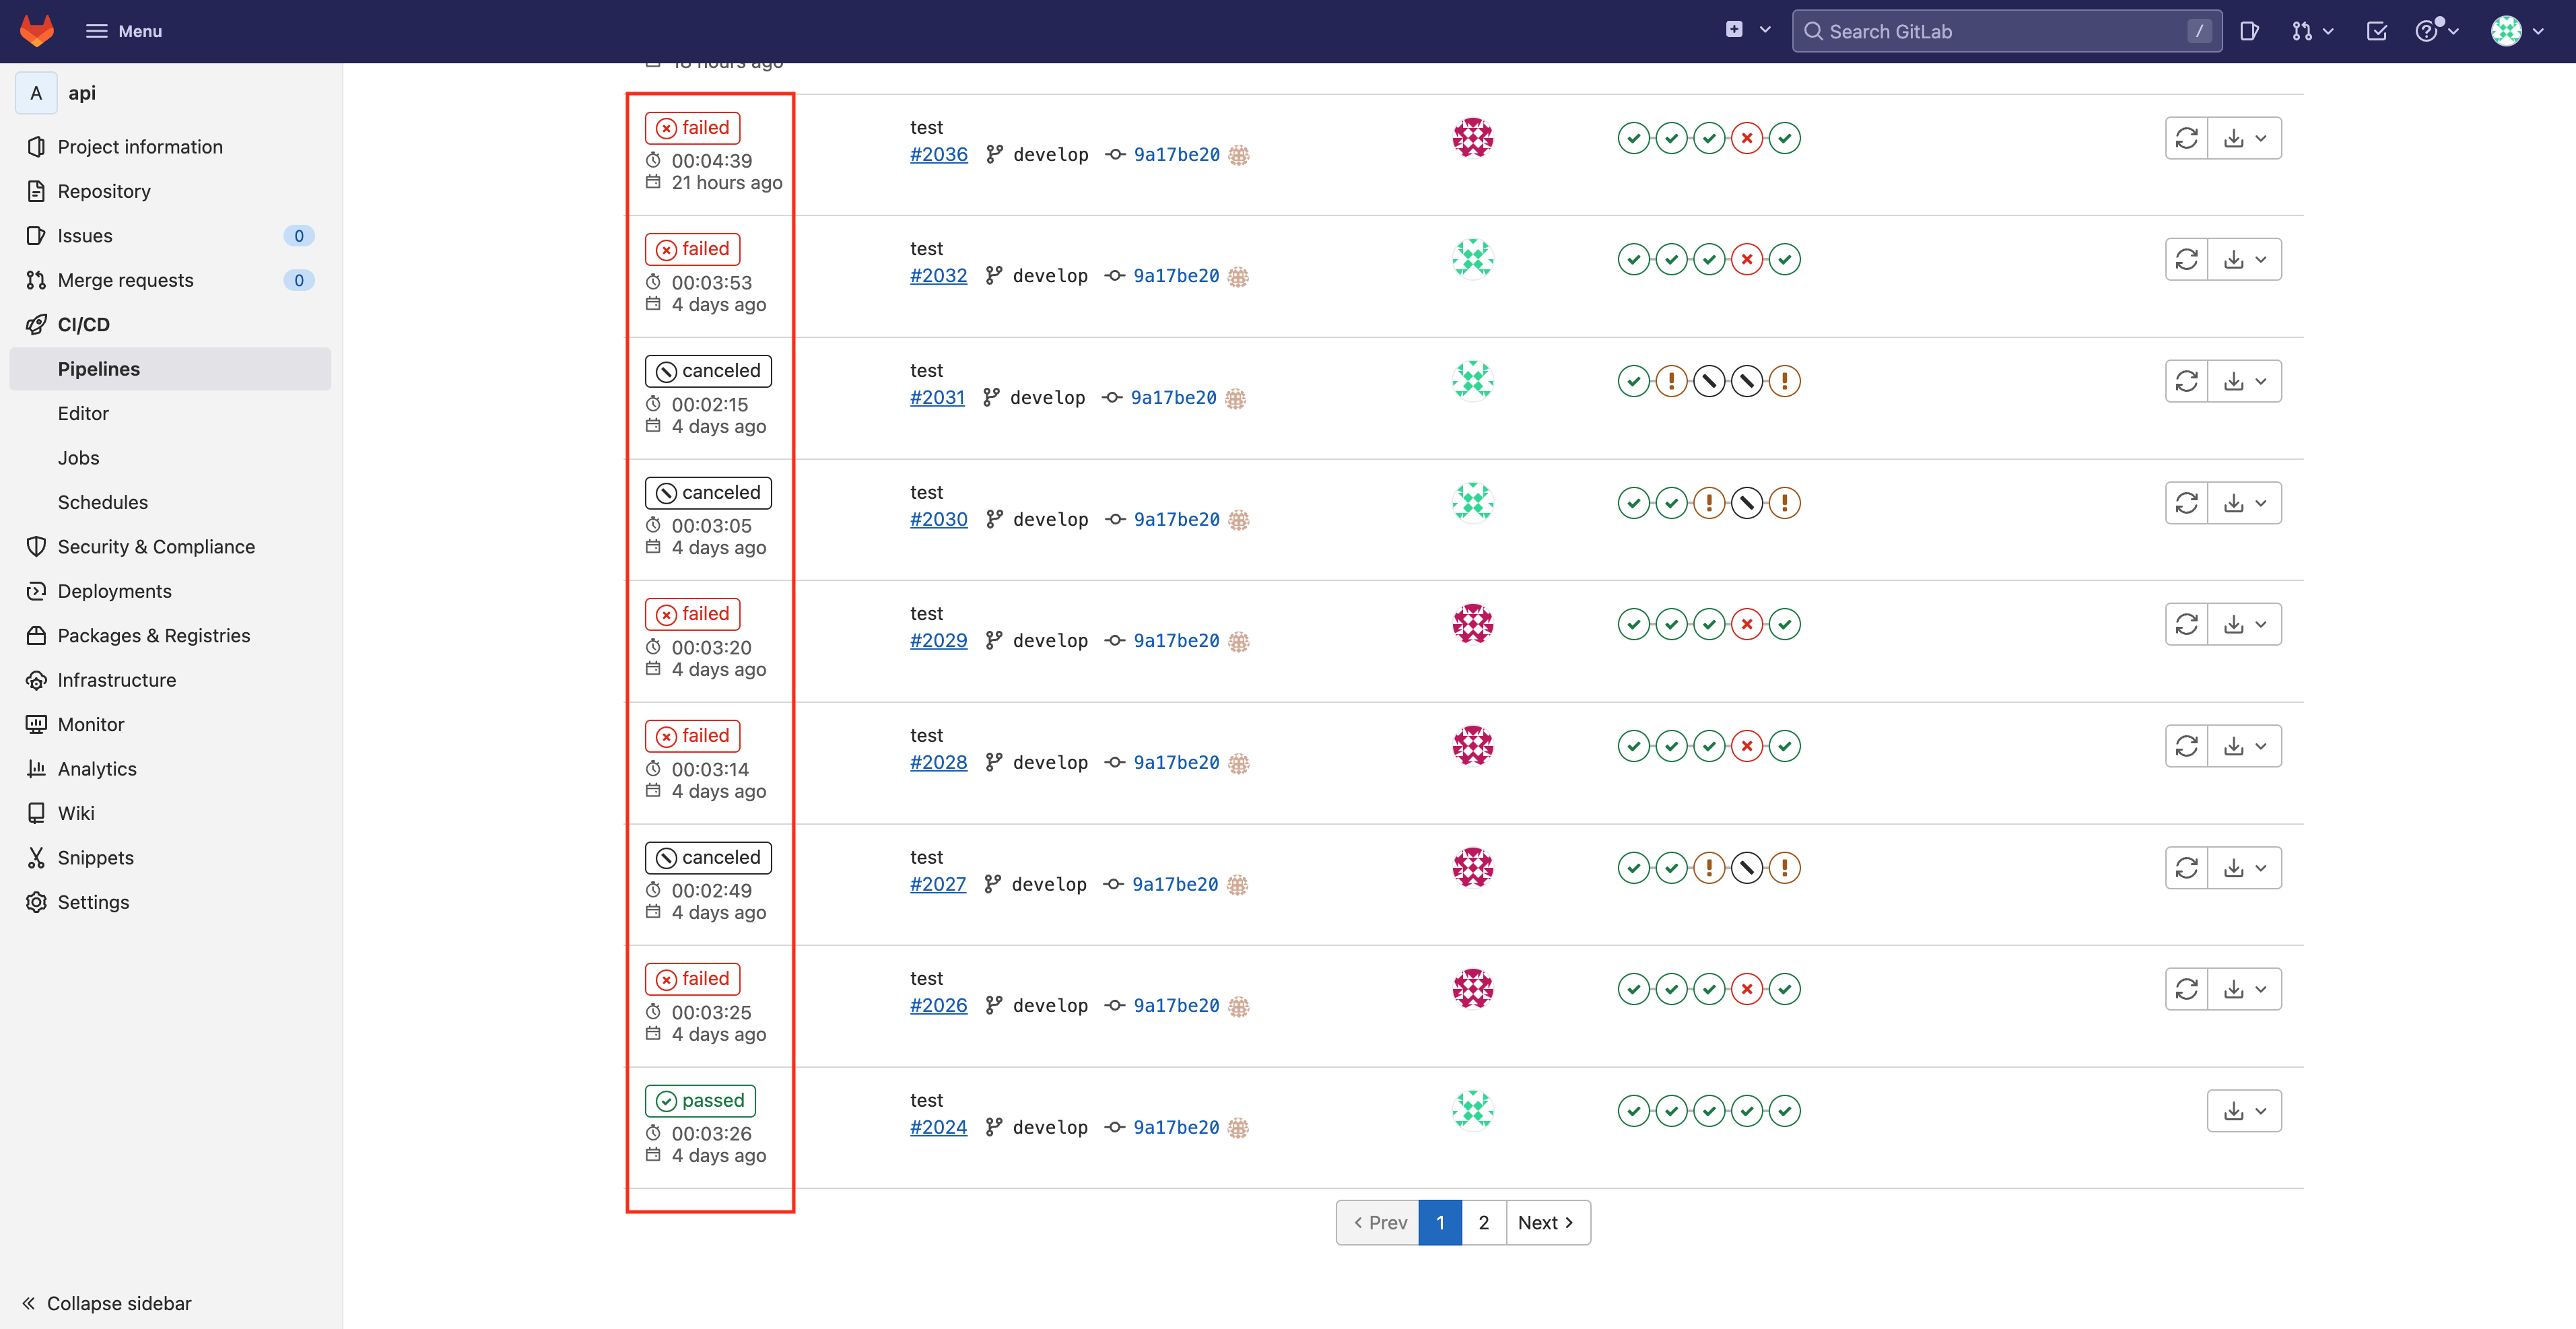 Menu
Search GitLab /
A api
Project information
Repository
Issues 0
Merge requests 0
CI/CD
Pipelines
Editor
Jobs
Schedules
Security & Compliance
Deployments
Packages & Registries
Infrastructure
Monitor
Analytics
Wiki
Snippets
Settings
Collapse sidebar
18 hours ago
failed
00:04:39
21 hours ago
test
#2036 develop 9a17be20
failed
00:03:53
4 days ago
test
#2032 develop 9a17be20
canceled
00:02:15
4 days ago
test
#2031 develop 9a17be20
canceled
00:03:05
4 days ago
test
#2030 develop 9a17be20
failed
00:03:20
4 days ago
test
#2029 develop 9a17be20
failed
00:03:14
4 days ago
test
#2028 develop 9a17be20
canceled
00:02:49
4 days ago
test
#2027 develop 9a17be20
failed
00:03:25
4 days ago
test
#2026 develop 9a17be20
passed
00:03:26
4 days ago
test
#2024 develop 9a17be20
Prev 1 2 Next